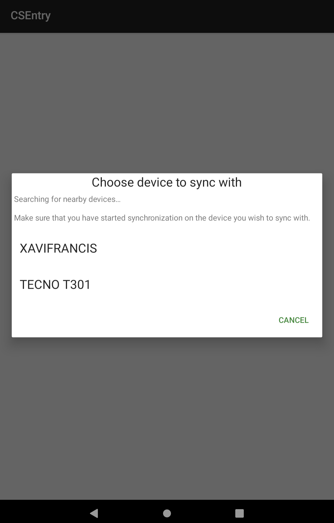 CSEntry
Choose device to sync with
Searching for nearby devices...
Make sure that you have started synchronization on the device you wish to sync with.
XAVIFRANCIS
TECNO T301
CANCEL